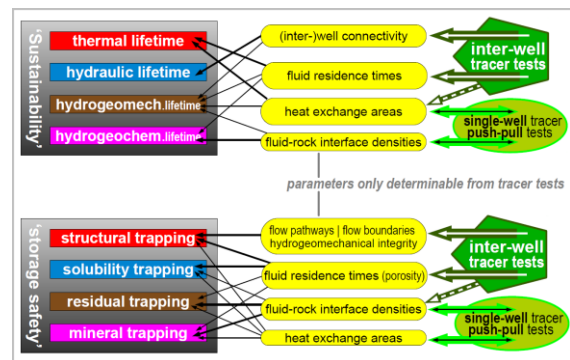 'Sustainability'
thermal lifetime
hydraulic lifetime
hydrogeomech.lifetime
hydrogeochem.lifetime
(inter-)well connectivity
fluid residence times
heat exchange areas
fluid-rock interface densities
inter-well
tracer tests
single-well tracer
push-pull tests
parameters only determinable from tracer tests
'storage safety'
structural trapping
solubility trapping
residual trapping
mineral trapping
flow pathways | flow boundaries
hydrogeomechanical integrity
fluid residence times (porosity)
fluid-rock interface densities
heat exchange areas
inter-well
tracer tests
single-well tracer
push-pull tests